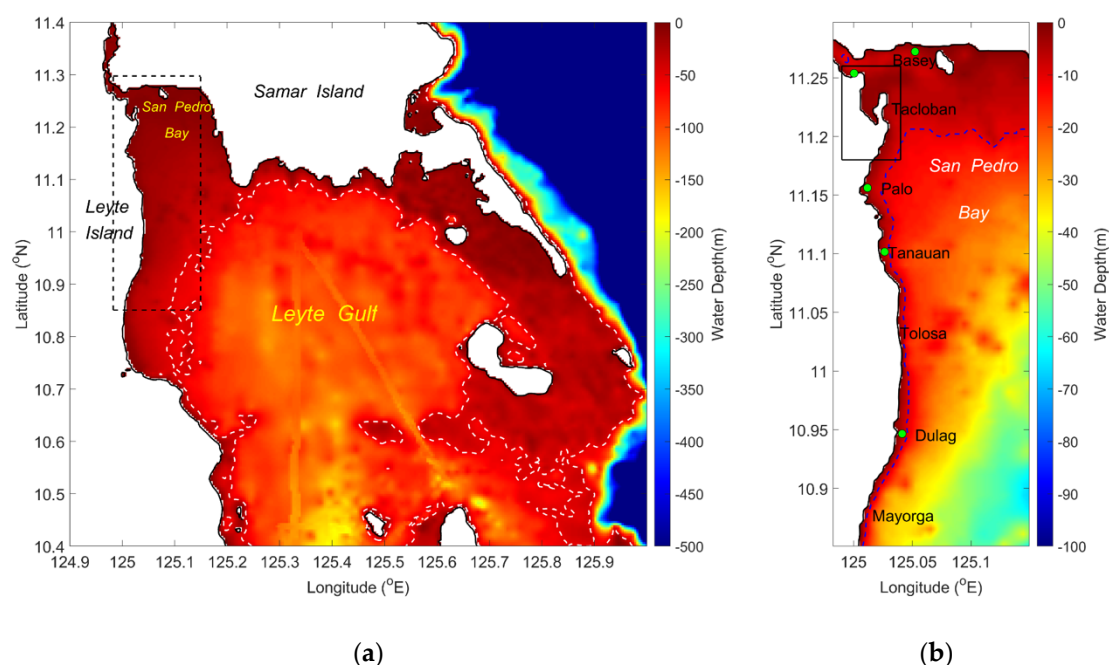 11.4
11.3
11.2
11.1
11
10.9
10.8
10.7
10.6
10.5
10.4
Latitude (°N)
124.9
125
125.1
125.2
125.3
125.4
125.5
125.6
125.7
125.8
125.9
Longitude (°E)
San Pedro
Bay
Samar Island
Leyte
Island
Leyte Gulf
0
-50
-100
-150
-200
-250
-300
-350
-400
-450
-500
Water Depth(m)
(a)
11.25
11.2
11.15
11.1
11.05
11
10.95
10.9
Latitude (°N)
125
125.05
125.1
Longitude (°E)
Basey
Tacloban
San Pedro
Palo
Bay
Tanauan
Tolosa
Dulag
Mayorga
0
-10
-20
-30
-40
-50
-60
-70
-80
-90
-100
Water Depth(m)
(b)